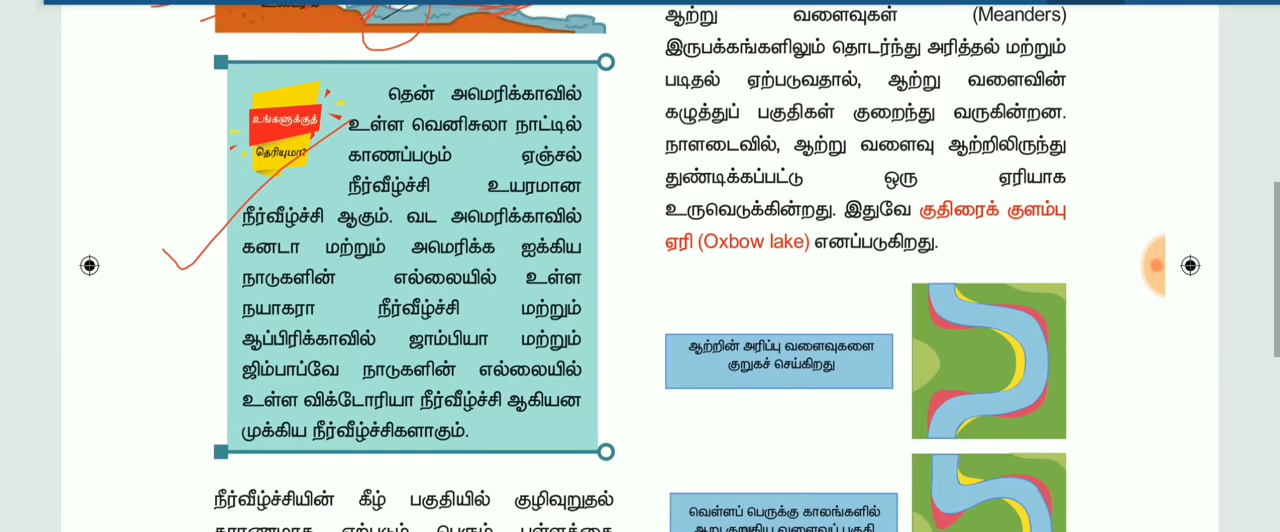 உங்களுக்குத்
தெரியுமா?
தென் அமெரிக்காவில்
உள்ள வெனிசுலா நாட்டில்
காணப்படும் ஏஞ்சல்
நீர்வீழ்ச்சி உயரமான
நீர்வீழ்ச்சி ஆகும். வட அமெரிக்காவில்
கனடா மற்றும் அமெரிக்க ஐக்கிய
நாடுகளின் எல்லையில் உள்ள
நயாகரா நீர்வீழ்ச்சி மற்றும்
ஆப்பிரிக்காவில் ஜாம்பியா மற்றும்
ஜிம்பாப்வே நாடுகளின் எல்லையில்
உள்ள விக்டோரியா நீர்வீழ்ச்சி ஆகியன
முக்கிய நீர்வீழ்ச்சிகளாகும்.
நீர்வீழ்ச்சியின் கீழ் பகுதியில் குழிவுறுதல்
ஆற்று வளைவுகள் (Meanders)
இருபக்கங்களிலும் தொடர்ந்து அரித்தல் மற்றும்
படிதல் ஏற்படுவதால், ஆற்று வளைவின்
கழுத்துப் பகுதிகள் குறைந்து வருகின்றன.
நாளடைவில், ஆற்று வளைவு ஆற்றிலிருந்து
துண்டிக்கப்பட்டு ஒரு ஏரியாக
உருவெடுக்கின்றது. இதுவே குதிரைக் குளம்பு
ஏரி (Oxbow lake) எனப்படுகிறது.
ஆற்றின் அரிப்பு வளைவுகளை
குறுகச் செய்கிறது
வெள்ளப் பெருக்கு காலங்களில்
ஆறு குறுகிய வளைவுப் பகுதி